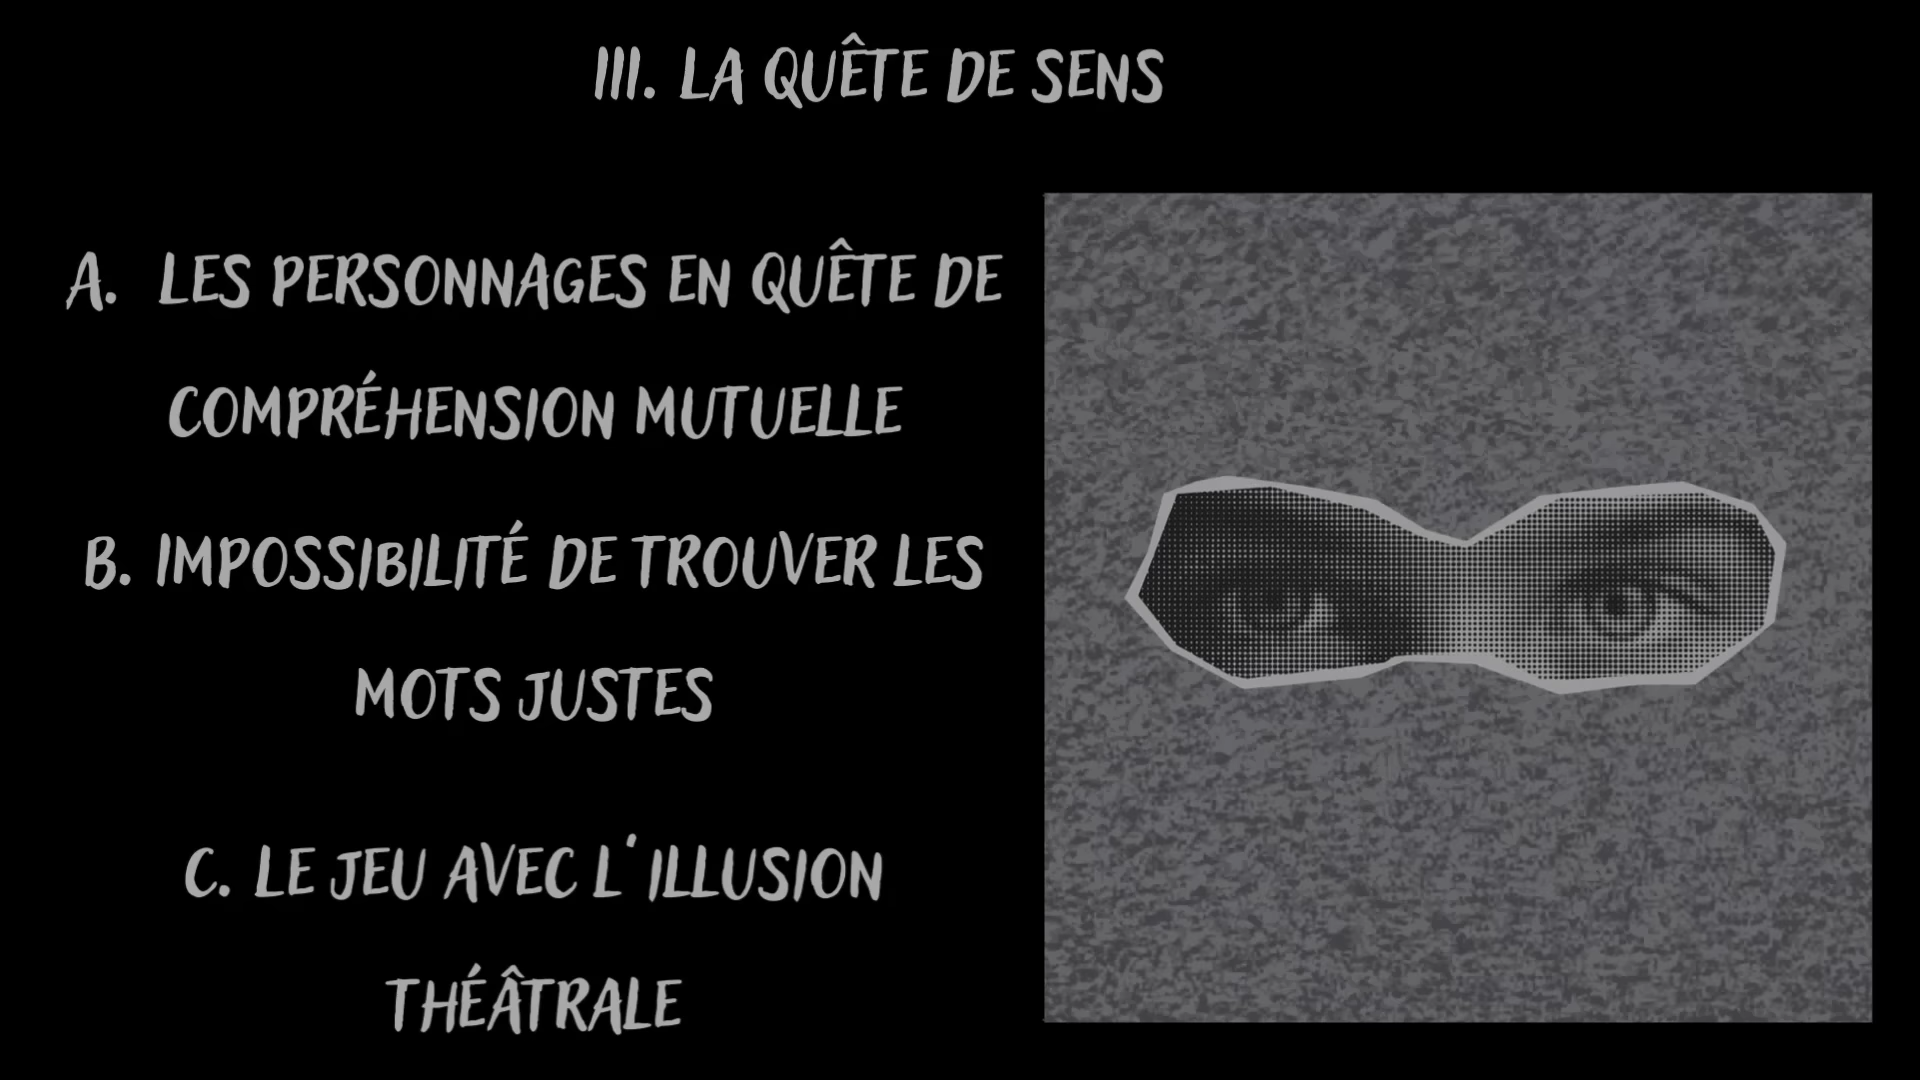 III. LA QUÊTE DE SENS
A. LES PERSONNAGES EN QUÊTE DE
COMPRÉHENSION MUTUELLE
B. IMPOSSIBILITÉ DE TROUVER LES
MOTS JUSTES
C. LE JEU AVEC L'ILLUSION
THÉÂTRALE